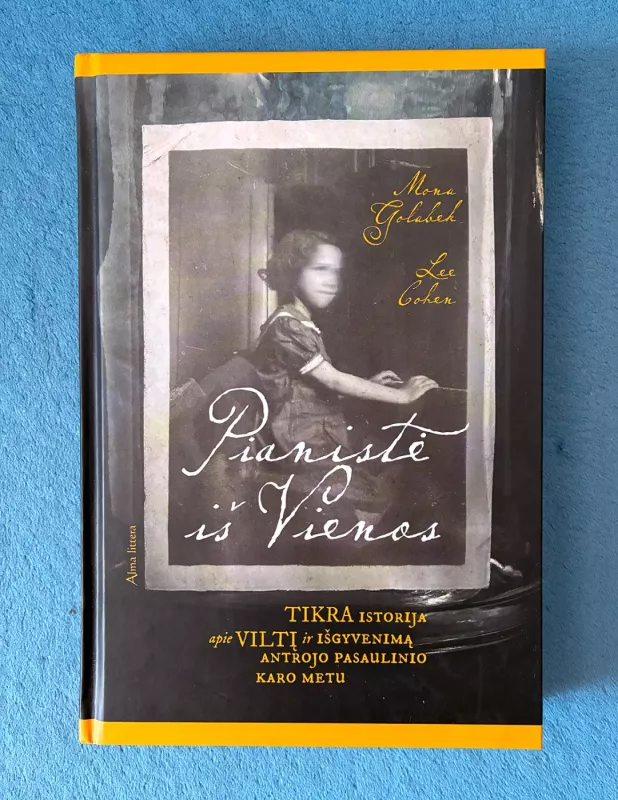 Mona
Golabek
Lee
Cohen
Pianistė
iš Vienos
Alma littera
TIKRA ISTORIJA
apie VILTĮ ir IŠGYVENIMĄ
ANTROJO PASAULINIO
KARO METU